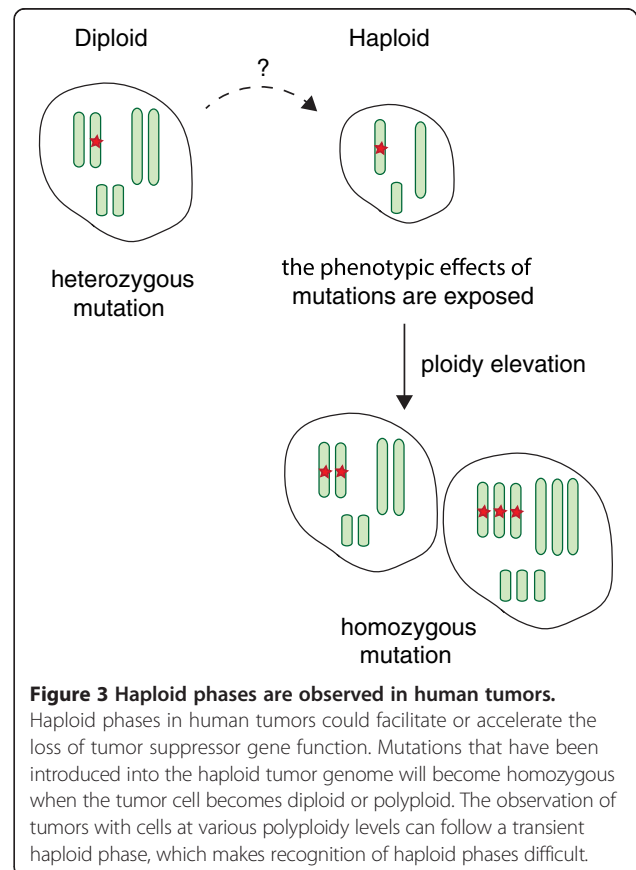 Diploid
Haploid
?
heterozygous
mutation
the phenotypic effects of
mutations are exposed
ploidy elevation
homozygous
mutation
Figure 3 Haploid phases are observed in human tumors.
Haploid phases in human tumors could facilitate or accelerate the
loss of tumor suppressor gene function. Mutations that have been
introduced into the haploid tumor genome will become homozygous
when the tumor cell becomes diploid or polyploid. The observation of
tumors with cells at various polyploidy levels can follow a transient
haploid phase, which makes recognition of haploid phases difficult.